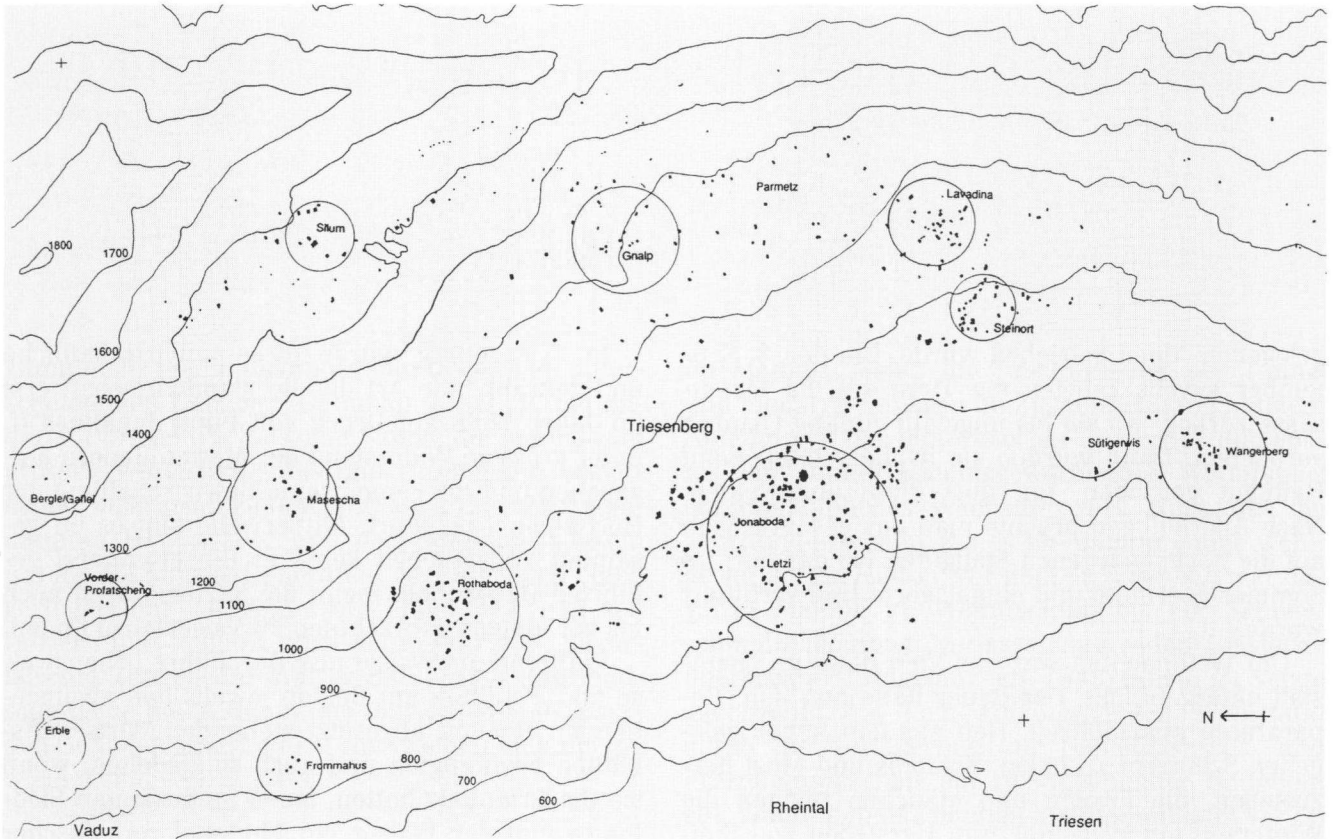 1800
1700
Silum
Gnalp
Parmetz
Lavadina
Steinort
1600
1500
1400
1300
1200
1100
1000
900
800
700
600
Triesenberg
Sütigerwis
Wangerberg
Bergle/Gaflei
Masescha
Jonaboda
Letzi
Vorder
Profatscheng
Rothaboda
Erble
Frommahus
N
Rheintal
Triesen
Vaduz